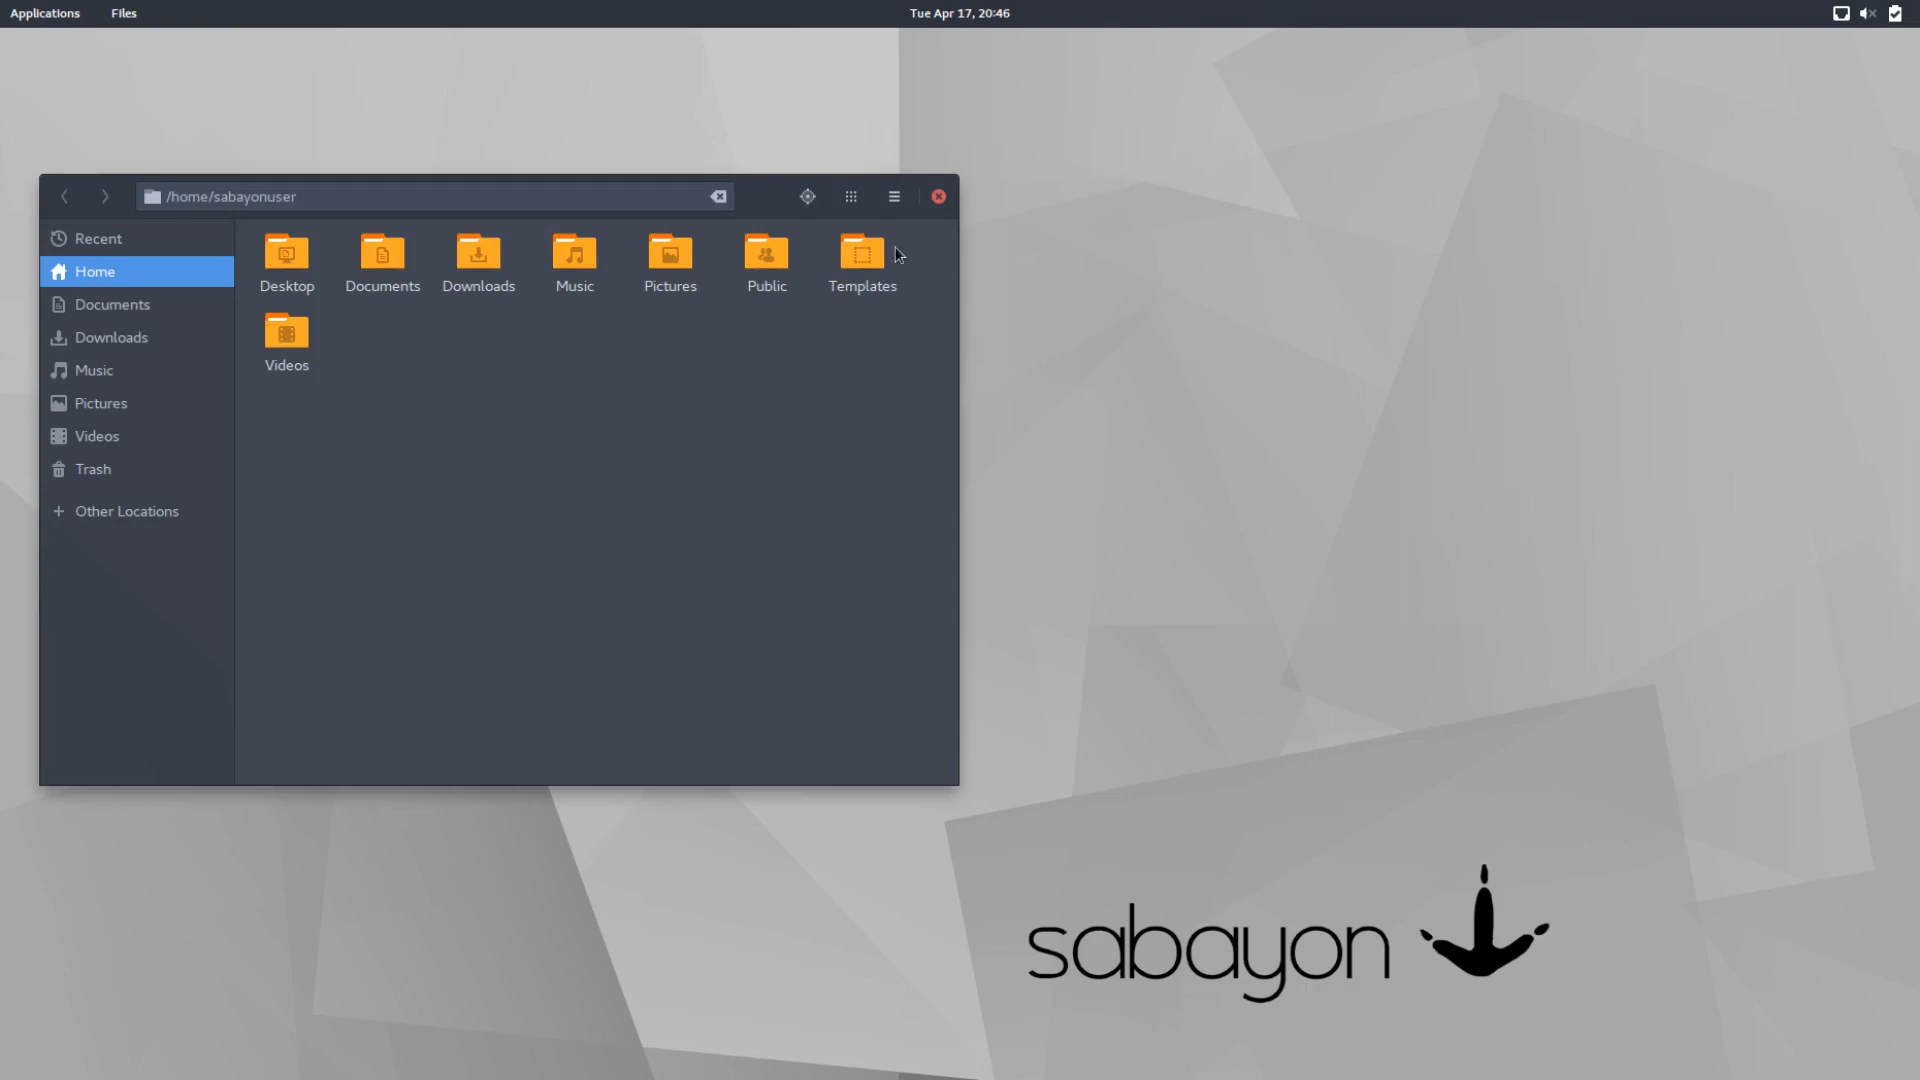 Applications Files Tue Apr 17, 20:46
/home/sabayonuser
Recent
Home
Documents
Downloads
Music
Pictures
Videos
Trash
Other Locations
Desktop Documents Downloads Music Pictures Public Templates
Videos
sabayon